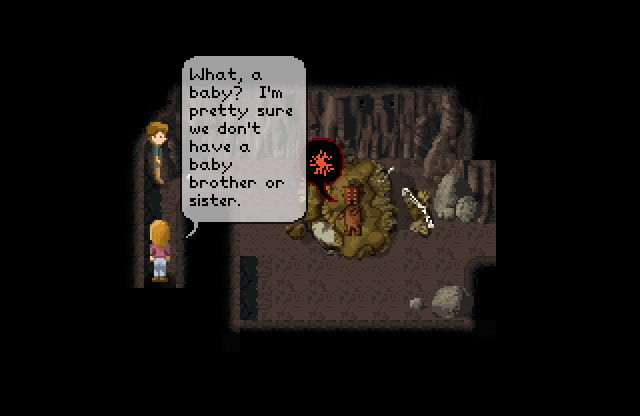 What, a
baby?  I'm
pretty sure
we don't
have a
baby
brother or
sister.